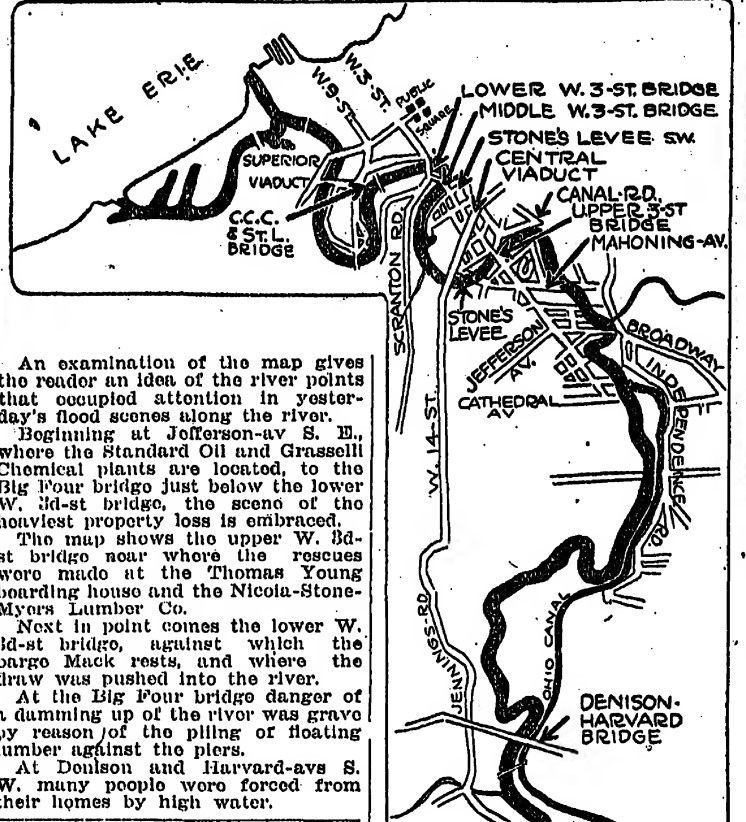 LAKE ERIE
W. 9-ST.
W. 3-ST.
PUBLIC
SQUARE
LOWER W. 3-ST. BRIDGE
MIDDLE W. 3-ST. BRIDGE
STONE'S LEVEE SW.
CENTRAL
VIADUCT
CANAL-RD.
UPPER 3-ST
BRIDGE
MAHONING-AV.
SUPERIOR
VIADUCT
C.C.C.
& ST. L.
BRIDGE
SCRANTON RD.
STONE'S
LEVEE
JEFFERSON
AV.
CATHEDRAL
AV
BROADWAY
INDEPENDENCE
RD
W. 14-ST.
JENNINGS-RD.
OHIO CANAL
DENISON-
HARVARD
BRIDGE
An examination of the map gives
the reader an idea of the river points
that occupied attention in yester-
day's flood scenes along the river.
Beginning at Jefferson-av S. E.,
where the Standard Oil and Grasselli
Chemical plants are located, to the
Big Four bridge just below the lower
W. 3d-st bridge, the scene of the
heaviest property loss is embraced.
The map shows the upper W. 3d-
st bridge near where the rescues
were made at the Thomas Young
boarding house and the Nicola-Stone-
Myers Lumber Co.
Next in point comes the lower W.
3d-st bridge, against which the
barge Mack rests, and where the
draw was pushed into the river.
At the Big Four bridge danger of
a damming up of the river was grave
by reason of the piling of floating
lumber against the piers.
At Denison and Harvard-avs S.
W. many people were forced from
their homes by high water.